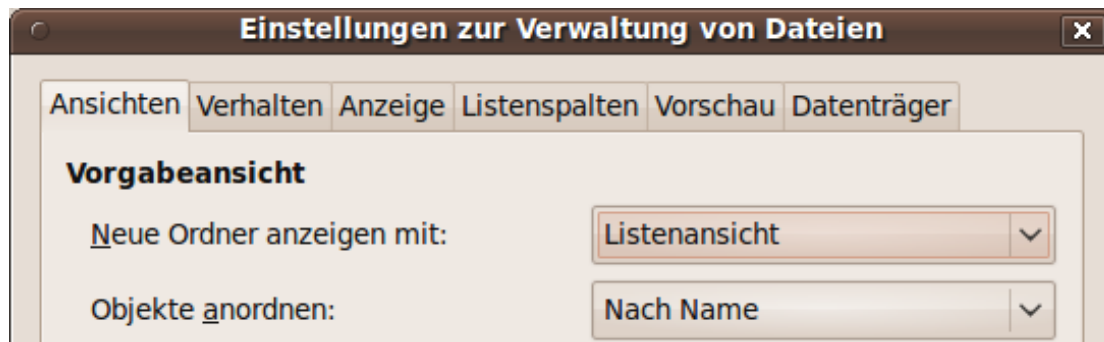 Einstellungen zur Verwaltung von Dateien
Ansichten Verhalten Anzeige Listenspalten Vorschau Datenträger
Vorgabeansicht
Neue Ordner anzeigen mit: Listenansicht
Objekte anordnen: Nach Name